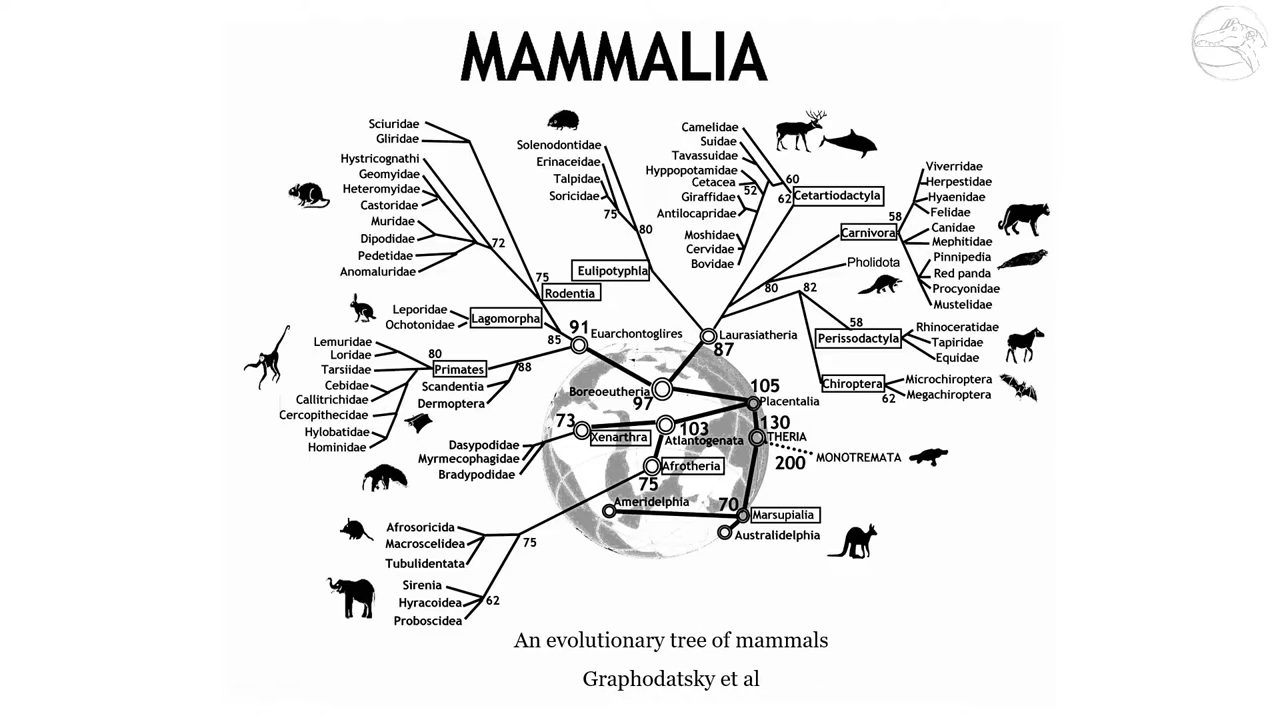 MAMMALIA
Sciuridae
Gliridae
Hystricognathi
Geomyidae
Heteromyidae
Castoridae
Muridae
Dipodidae
Pedetidae
Anomaluridae
72
75
Rodentia
Solenodontidae
Erinaceidae
Talpidae
Soricidae
75
80
Eulipotyphla
Camelidae
Suidae
Tavassuidae
Hyppopotamidae
Cetacea
Giraffidae
Antilocapridae
Moshidae
Cervidae
Bovidae
52
60
62
Cetartiodactyla
Viverridae
Herpestidae
Hyaenidae
Felidae
Canidae
Mephitidae
Pinnipedia
Red panda
Procyonidae
Mustelidae
58
Carnivora
Pholidota
80
82
58
Perissodactyla
Rhinoceratidae
Tapiridae
Equidae
Chiroptera
Microchiroptera
Megachiroptera
62
Leporidae
Ochotonidae
Lagomorpha
85
91
Euarchontoglires
Laurasiatheria
87
Lemuridae
Loridae
Tarsiidae
Cebidae
Callitrichidae
Cercopithecidae
Hylobatidae
Hominidae
80
Primates
Scandentia
Dermoptera
88
Boreoeutheria
97
105
Placentalia
73
Xenarthra
103
Atlantogenata
130
THERIA
200
MONOTREMATA
Dasypodidae
Myrmecophagidae
Bradypodidae
Afrotheria
75
Ameridelphia
70
Marsupialia
Australidelphia
Afrosoricida
Macroscelidea
Tubulidentata
75
Sirenia
Hyracoidea
Proboscidea
62
An evolutionary tree of mammals
Graphodatsky et al